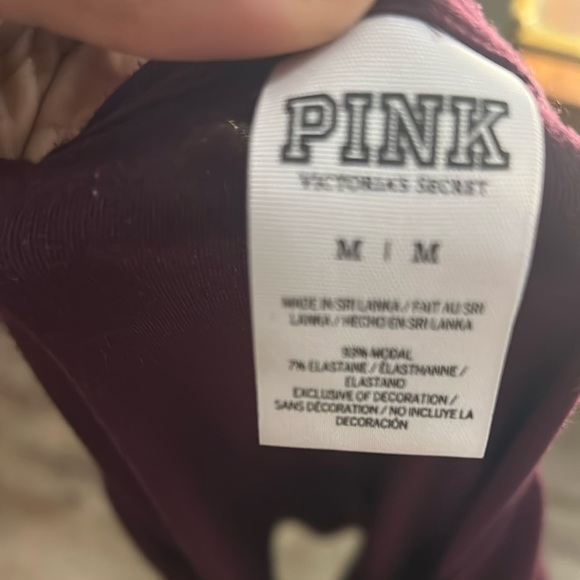 PINK
VICTORIA'S SECRET
M | M
MADE IN SRI LANKA / FAIT AU SRI
LANKA / HECHO EN SRI LANKA
93% MODAL
7% ELASTANE / ÉLASTHANNE /
ELASTANO
EXCLUSIVE OF DECORATION /
SANS DÉCORATION / NO INCLUYE LA
DECORACIÓN